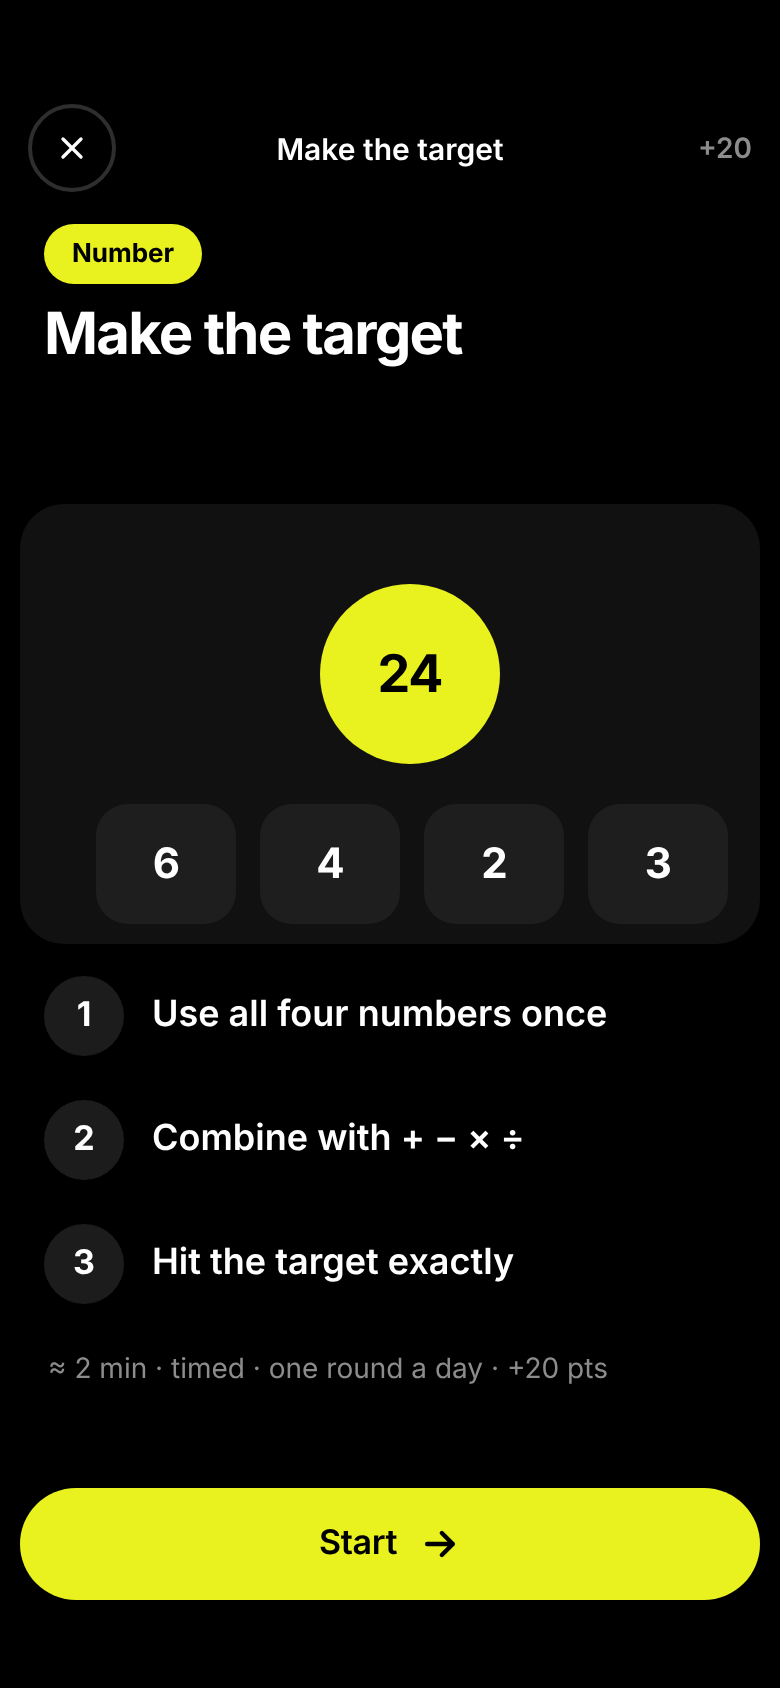 Make the target
+20
Number
Make the target
24
6 4 2 3
1 Use all four numbers once
2 Combine with + − × ÷
3 Hit the target exactly
≈ 2 min · timed · one round a day · +20 pts
Start →